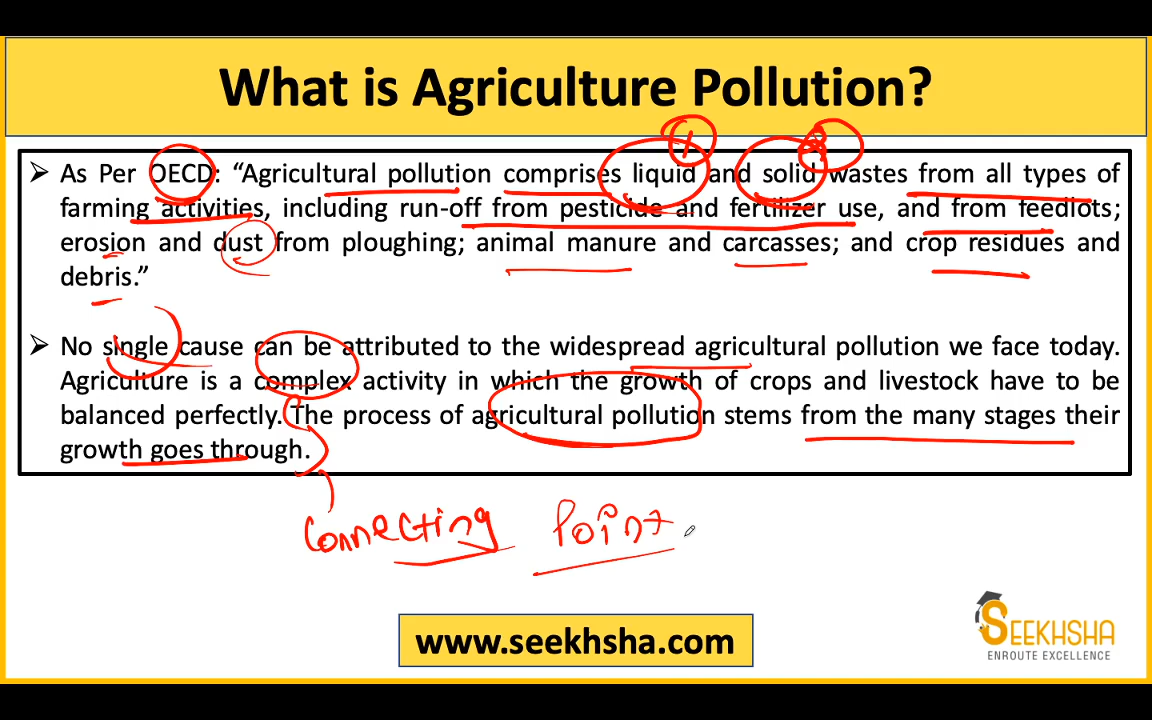 What is Agriculture Pollution?
1 2
➤ As Per OECD: “Agricultural pollution comprises liquid and solid wastes from all types of
farming activities, including run-off from pesticide and fertilizer use, and from feedlots;
erosion and dust from ploughing; animal manure and carcasses; and crop residues and
debris.”
➤ No single cause can be attributed to the widespread agricultural pollution we face today.
Agriculture is a complex activity in which the growth of crops and livestock have to be
balanced perfectly. The process of agricultural pollution stems from the many stages their
growth goes through.
Connecting Point
SEEKHSHA
ENROUTE EXCELLENCE
www.seekhsha.com